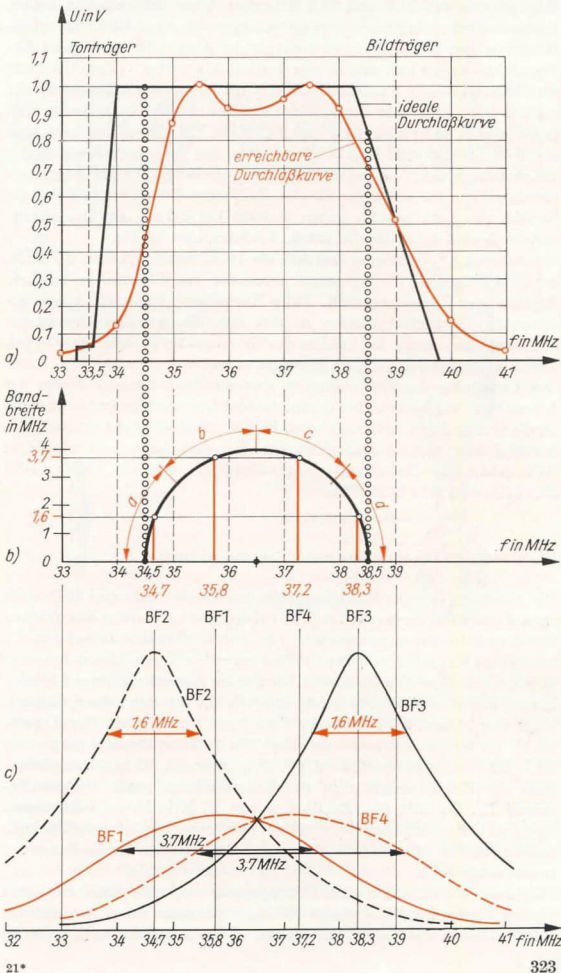 U in V
Tonträger Bildträger
1,1
1,0
0,9
0,8
0,7
0,6
0,5
0,4
0,3
0,2
0,1
0
ideale
Durchlaßkurve
erreichbare
Durchlaßkurve
f in MHz
a)
33 33,5 34 35 36 37 38 39 40 41
Band-
breite
in MHz
4
3,7
3
2
1,6
1
0
a b c d
f in MHz
b)
33 34 34,5 35 36 37 38 38,5 39
34,7 35,8 37,2 38,3
BF2 BF1 BF4 BF3
BF2 BF3
1,6 MHz 1,6 MHz
c)
BF1 BF4
3,7 MHz
3,7 MHz
32 33 34 34,7 35 35,8 36 37 37,2 38 38,3 39 40 41 f in MHz
21* 323